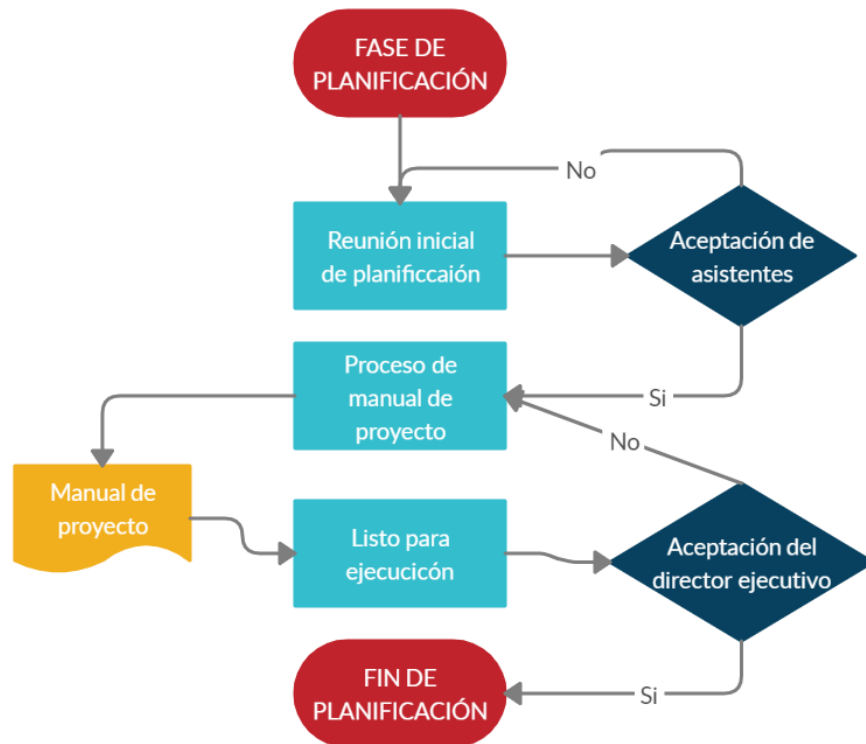 FASE DE
PLANIFICACIÓN
No
Reunión inicial
de planificcaión
Aceptación de
asistentes
Si
Proceso de
manual de
proyecto
No
Manual de
proyecto
Listo para
ejecucicón
Aceptación del
director ejecutivo
Si
FIN DE
PLANIFICACIÓN